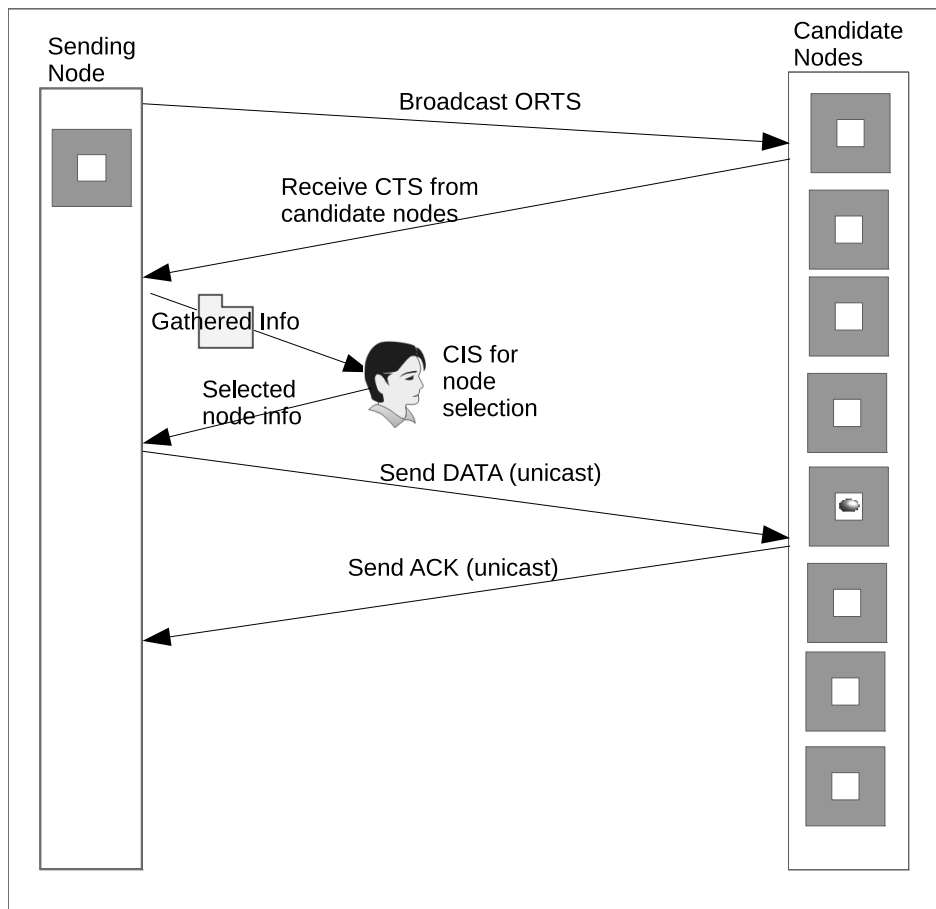 Sending
Node
Candidate
Nodes
Broadcast ORTS
Receive CTS from
candidate nodes
Gathered Info
CIS for
node
selection
Selected
node info
Send DATA (unicast)
Send ACK (unicast)